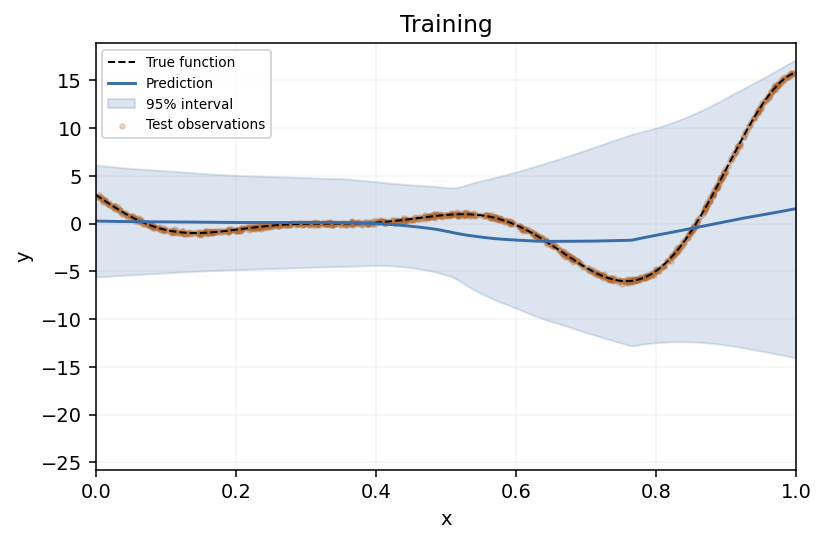 Training
True function
Prediction
95% interval
Test observations
15
10
5
0
−5
−10
−15
−20
−25
y
0.0 0.2 0.4 0.6 0.8 1.0
x